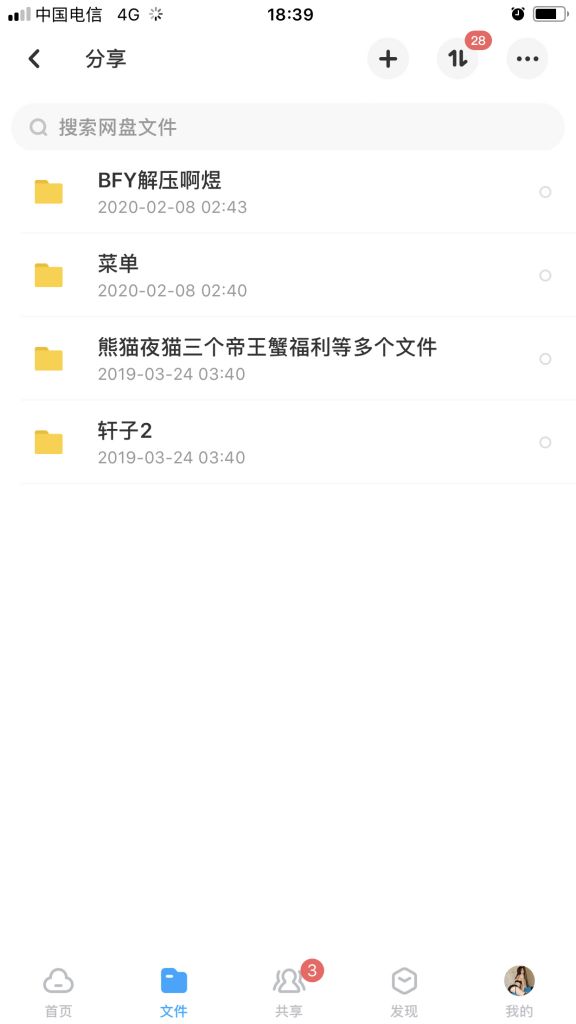 中国电信 4G 18:39
分享 28
搜索网盘文件
BFY解压啊煜
2020-02-08 02:43
菜单
2020-02-08 02:40
熊猫夜猫三个帝王蟹福利等多个文件
2019-03-24 03:40
轩子2
2019-03-24 03:40
3
首页 文件 共享 发现 我的